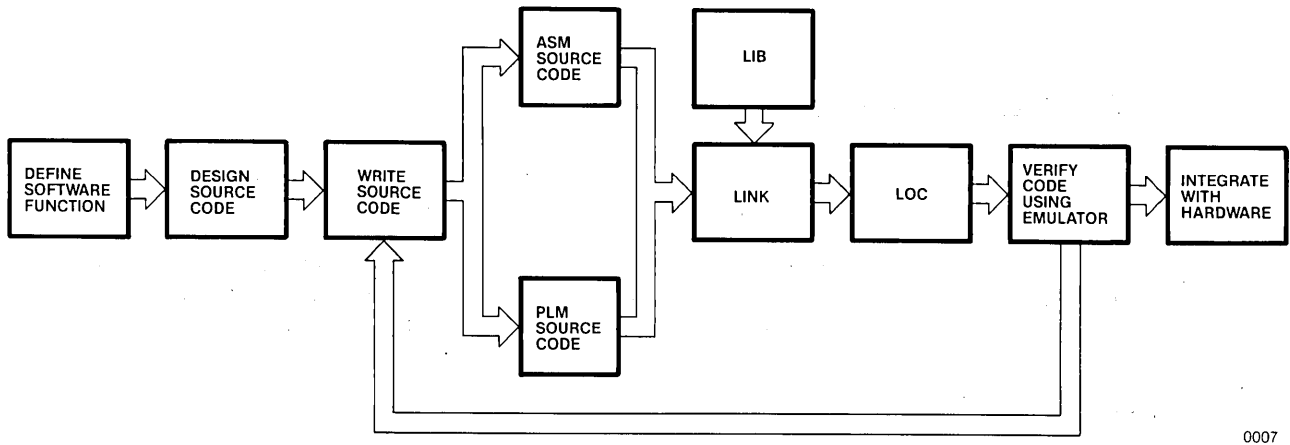 DEFINE
SOFTWARE
FUNCTION
DESIGN
SOURCE
CODE
WRITE
SOURCE
CODE
ASM
SOURCE
CODE
PLM
SOURCE
CODE
LIB
LINK
LOC
VERIFY
CODE
USING
EMULATOR
INTEGRATE
WITH
HARDWARE
0007